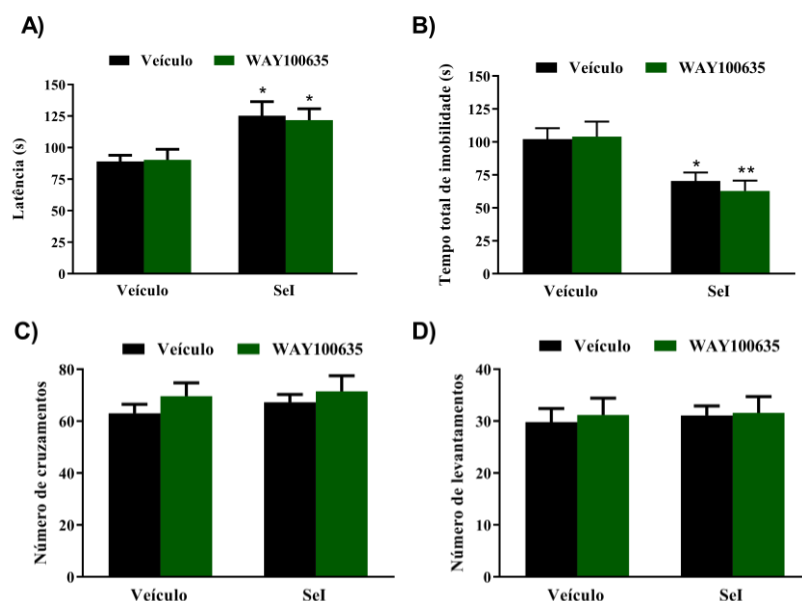 A)
Veículo WAY100635
Latência (s)
150
125
100
75
50
25
0
* *
Veículo SeI
B)
Veículo WAY100635
Tempo total de imobilidade (s)
150
125
100
75
50
25
0
* **
Veículo SeI
C)
Veículo WAY100635
Número de cruzamentos
80
60
40
20
0
Veículo SeI
D)
Veículo WAY100635
Número de levantamentos
40
30
20
10
0
Veículo SeI